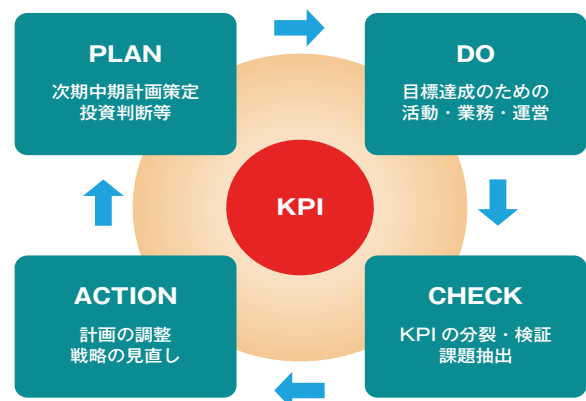 PLAN
次期中期計画策定
投資判断等
DO
目標達成のための
活動・業務・運営
KPI
ACTION
計画の調整
戦略の見直し
CHECK
KPIの分裂・検証
課題抽出